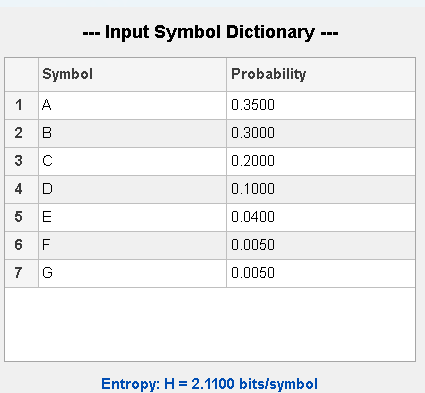 --- Input Symbol Dictionary ---
Symbol Probability
1 A 0.3500
2 B 0.3000
3 C 0.2000
4 D 0.1000
5 E 0.0400
6 F 0.0050
7 G 0.0050
Entropy: H = 2.1100 bits/symbol